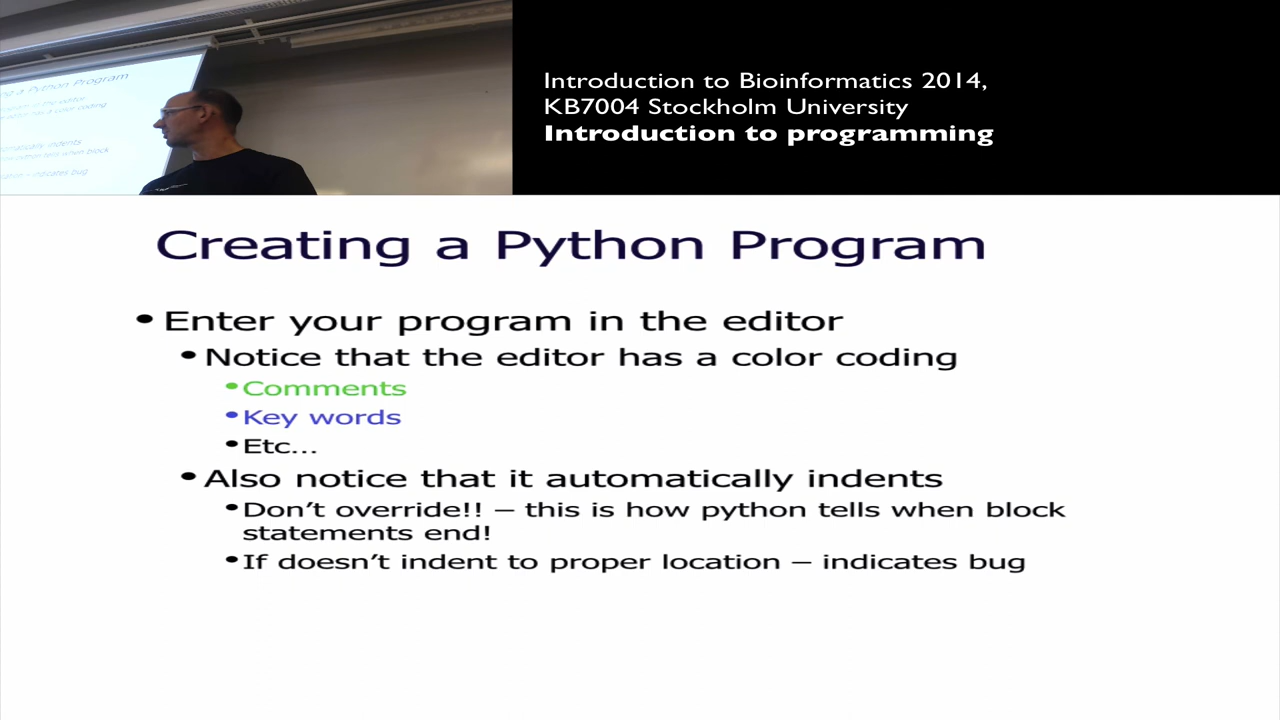 Introduction to Bioinformatics 2014,
KB7004 Stockholm University
Introduction to programming
a Python Program
Creating a Python Program
• Enter your program in the editor
• Notice that the editor has a color coding
• Comments
• Key words
• Etc...
• Also notice that it automatically indents
• Don’t override!! – this is how python tells when block
statements end!
• If doesn’t indent to proper location – indicates bug